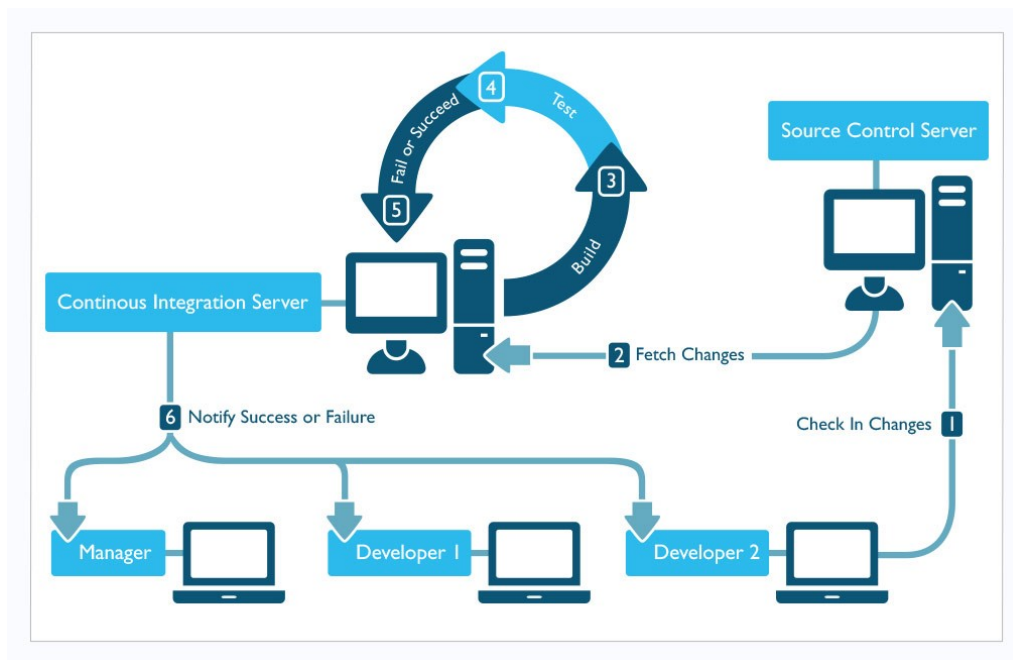 4
Test
Fail or Succeed
Source Control Server
3
5
Build
Continous Integration Server
2 Fetch Changes
6 Notify Success or Failure
Check In Changes 1
Manager
Developer 1
Developer 2